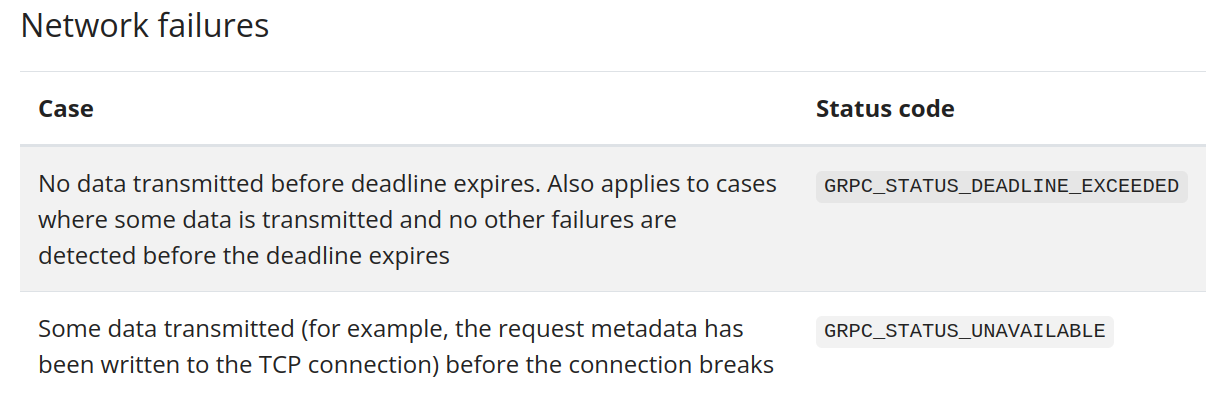 Network failures
Case
Status code
No data transmitted before deadline expires. Also applies to cases
where some data is transmitted and no other failures are
detected before the deadline expires
GRPC_STATUS_DEADLINE_EXCEEDED
Some data transmitted (for example, the request metadata has
been written to the TCP connection) before the connection breaks
GRPC_STATUS_UNAVAILABLE